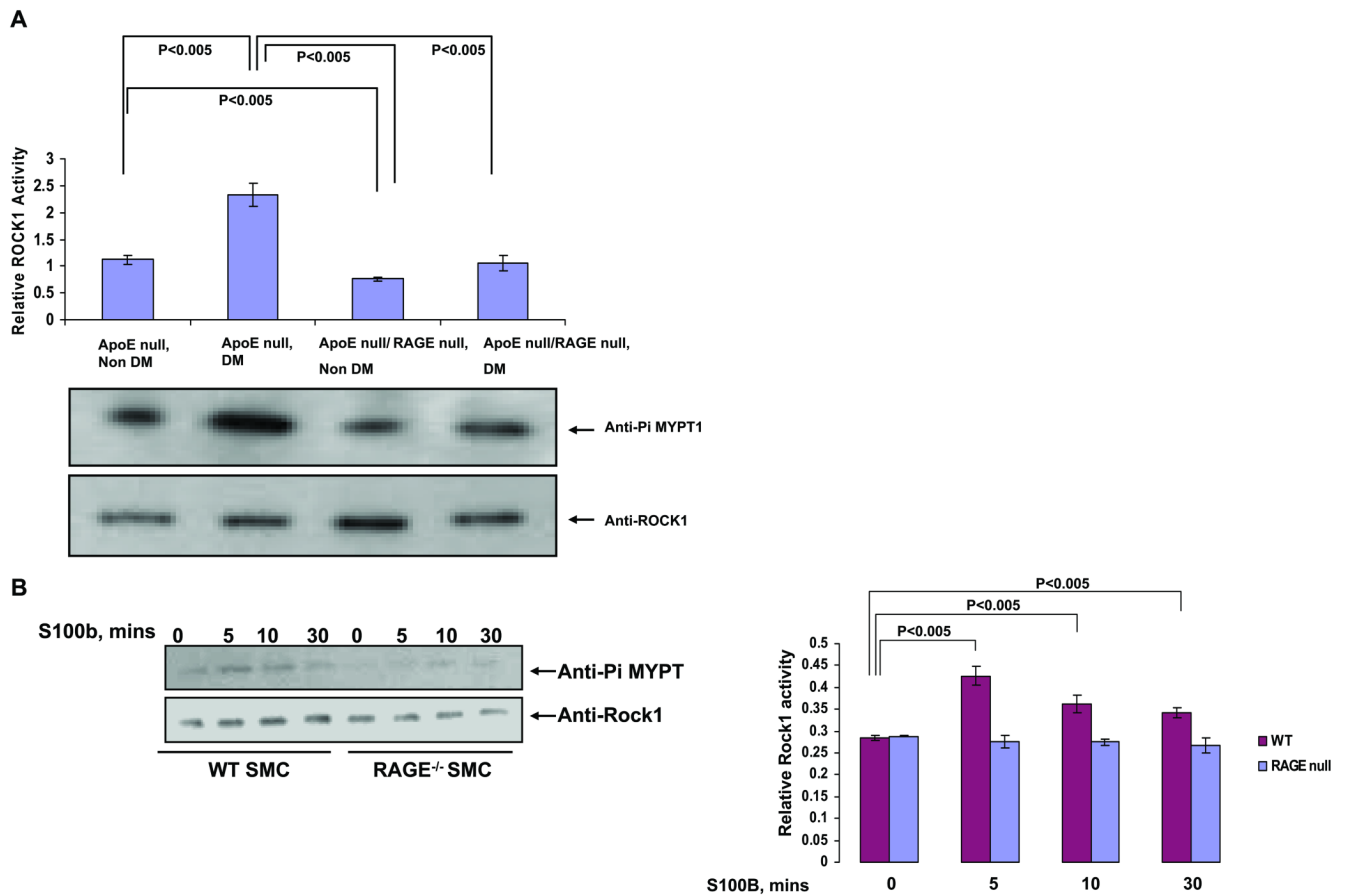 A
P<0.005
P<0.005
P<0.005
P<0.005
Relative ROCK1 Activity
3
2.5
2
1.5
1
0.5
0
ApoE null,
Non DM
ApoE null,
DM
ApoE null/ RAGE null,
Non DM
ApoE null/RAGE null,
DM
Anti-Pi MYPT1
Anti-ROCK1
B
S100b, mins 0 5 10 30 0 5 10 30
Anti-Pi MYPT
Anti-Rock1
WT SMC
RAGE-/- SMC
P<0.005
P<0.005
P<0.005
Relative Rock1 activity
0.5
0.45
0.4
0.35
0.3
0.25
0.2
0.15
0.1
0.05
0
WT
RAGE null
S100B, mins 0 5 10 30